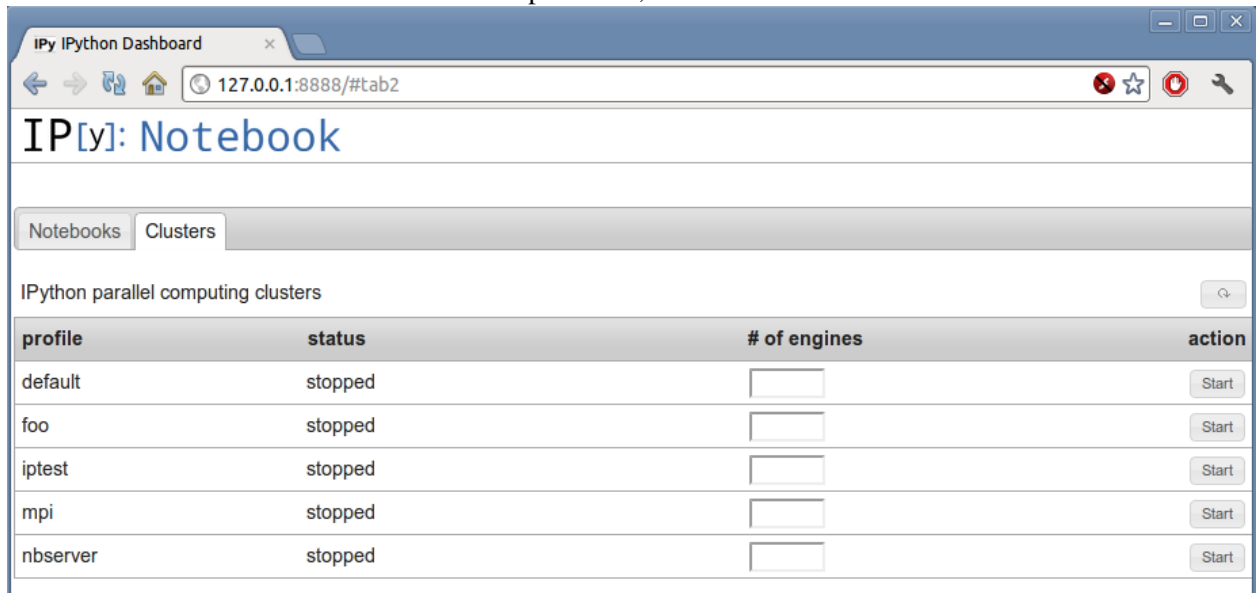 IPy IPython Dashboard
127.0.0.1:8888/#tab2
IP[y]: Notebook
Notebooks Clusters
IPython parallel computing clusters
profile status # of engines action
default stopped Start
foo stopped Start
iptest stopped Start
mpi stopped Start
nbserver stopped Start